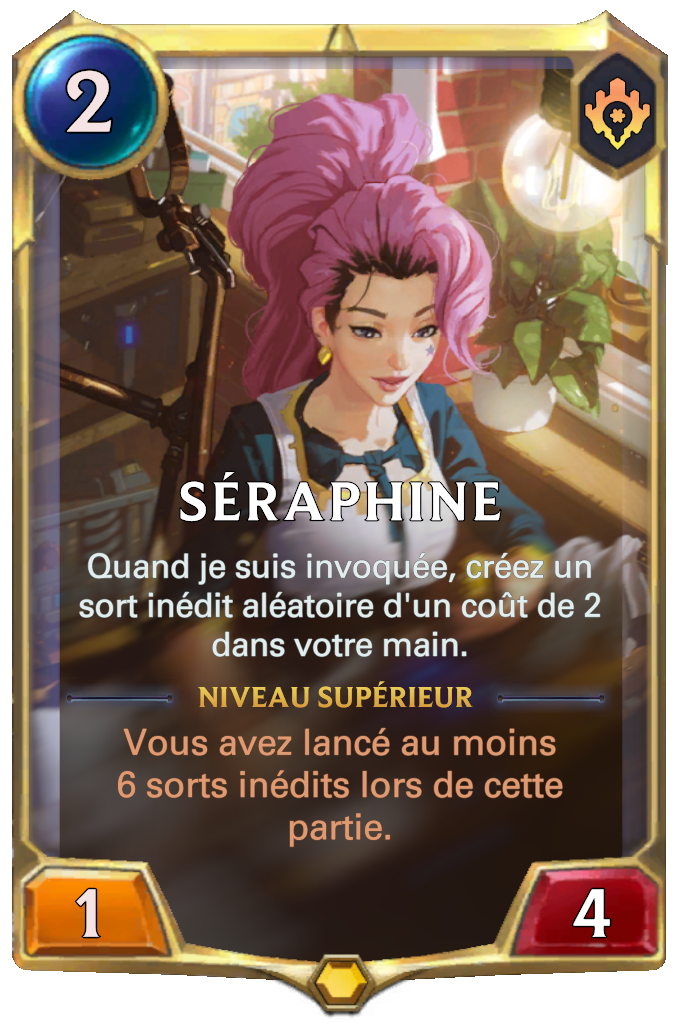 2
SÉRAPHINE
Quand je suis invoquée, créez un
sort inédit aléatoire d'un coût de 2
dans votre main.
NIVEAU SUPÉRIEUR
Vous avez lancé au moins
6 sorts inédits lors de cette
partie.
1
4